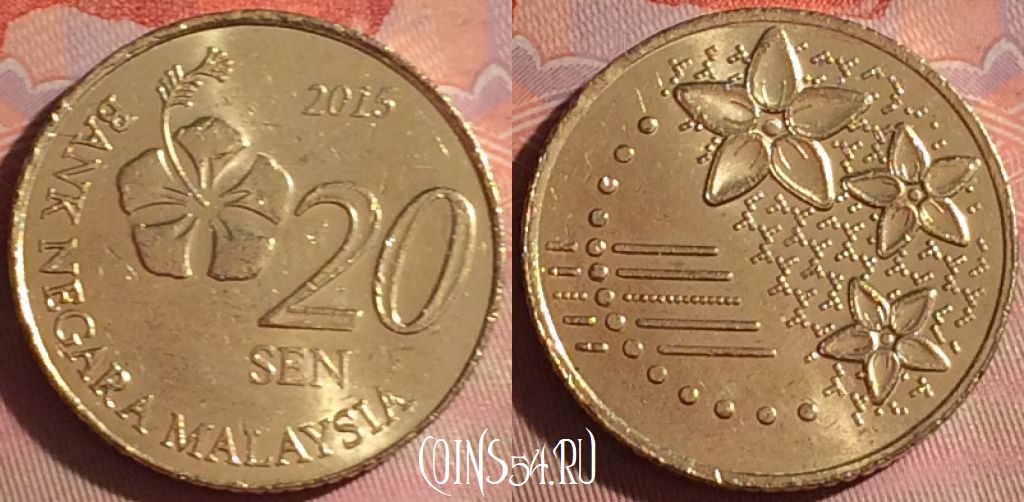 2015
BANK NEGARA MALAYSIA
20
SEN
COINS54.RU